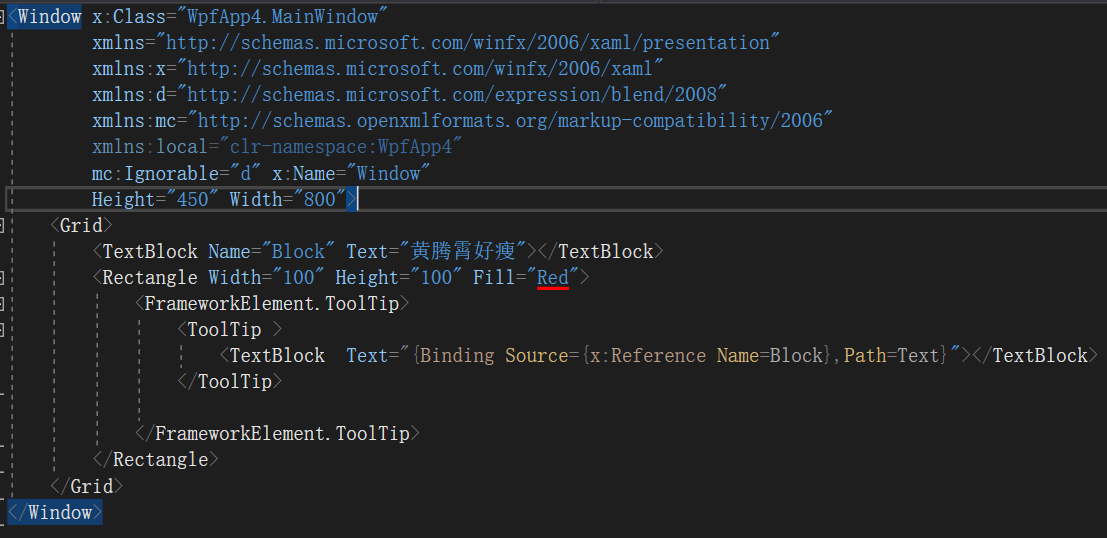 <Window x:Class="WpfApp4.MainWindow"
xmlns="http://schemas.microsoft.com/winfx/2006/xaml/presentation"
xmlns:x="http://schemas.microsoft.com/winfx/2006/xaml"
xmlns:d="http://schemas.microsoft.com/expression/blend/2008"
xmlns:mc="http://schemas.openxmlformats.org/markup-compatibility/2006"
xmlns:local="clr-namespace:WpfApp4"
mc:Ignorable="d" x:Name="Window"
Height="450" Width="800">
<Grid>
<TextBlock Name="Block" Text="黄腾霄好瘦"></TextBlock>
<Rectangle Width="100" Height="100" Fill="Red">
<FrameworkElement.ToolTip>
<ToolTip >
<TextBlock  Text="{Binding Source={x:Reference Name=Block},Path=Text}"></TextBlock>
</ToolTip>
</FrameworkElement.ToolTip>
</Rectangle>
</Grid>
</Window>